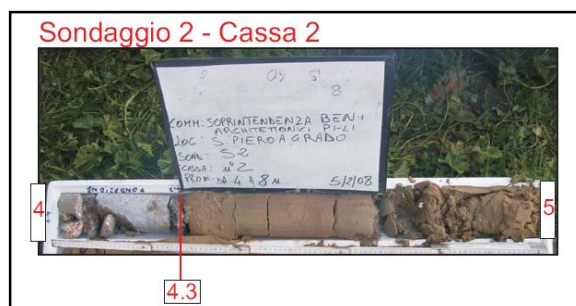 Sondaggio 2 - Cassa 2
COMM: SOPRINTENDENZA BENI
ARCHITETTONICI PI-LI
LOC: S. PIERO A GRADO
SOND: S2
CASSA: n° 2
PROF: DA 4 A 8 M 5/2/08
4
5
4.3